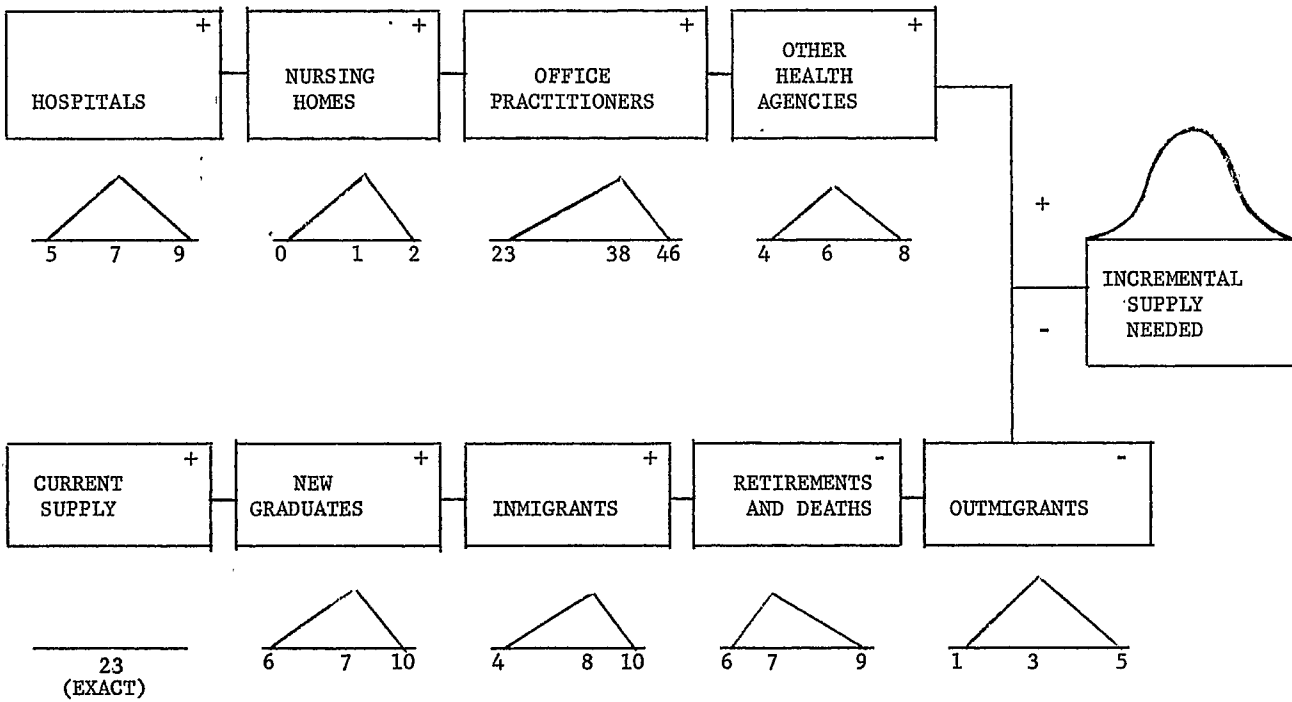 +
HOSPITALS
+
NURSING
HOMES
+
OFFICE
PRACTITIONERS
+
OTHER
HEALTH
AGENCIES
5 7 9
0 1 2
23 38 46
4 6 8
+
-
INCREMENTAL
SUPPLY
NEEDED
+
CURRENT
SUPPLY
+
NEW
GRADUATES
+
INMIGRANTS
-
RETIREMENTS
AND DEATHS
-
OUTMIGRANTS
23
(EXACT)
6 7 10
4 8 10
6 7 9
1 3 5